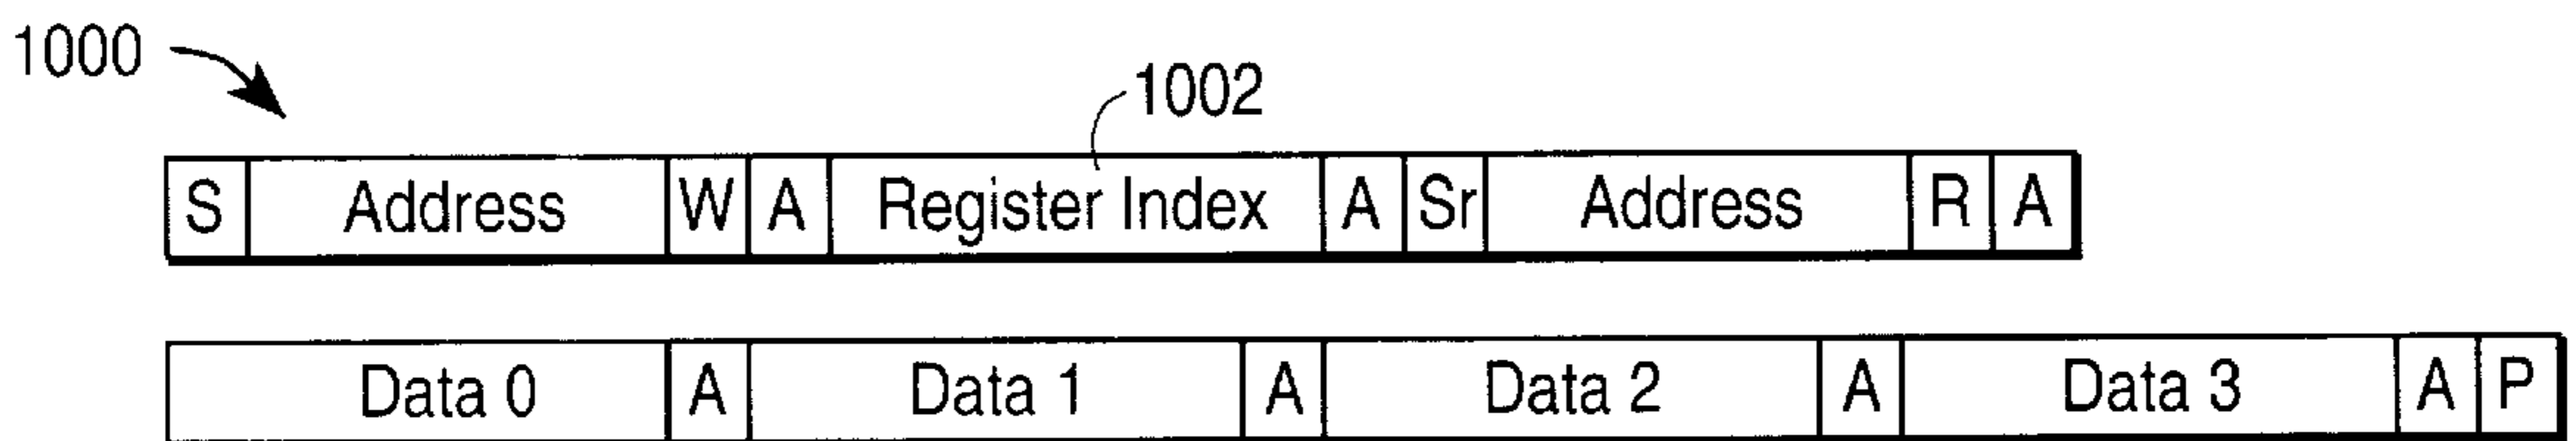 1000
1002
S Address W A Register Index A Sr Address R A
Data 0 A Data 1 A Data 2 A Data 3 A P